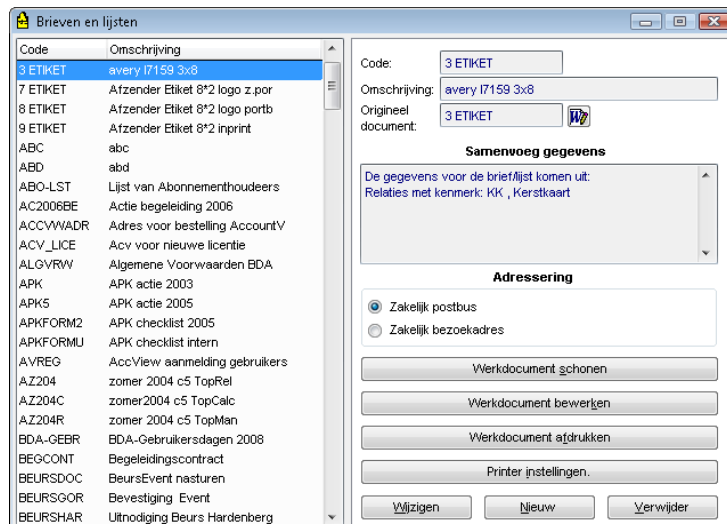 Brieven en lijsten
Code Omschrijving
3 ETIKET avery l7159 3x8
7 ETIKET Afzender Etiket 8*2 logo z.por
8 ETIKET Afzender Etiket 8*2 logo portb
9 ETIKET Afzender Etiket 8*2 inprint
ABC abc
ABD abd
ABO-LST Lijst van Abonnementhoudeers
AC2006BE Actie begeleiding 2006
ACCVWADR Adres voor bestelling AccountV
ACV_LICE Acv voor nieuwe licentie
ALGVRW Algemene Voorwaarden BDA
APK APK actie 2003
APK5 APK actie 2005
APKFORM2 APK checklist 2005
APKFORMU APK checklist intern
AVREG AccView aanmelding gebruikers
AZ204 zomer 2004 c5 TopRel
AZ204C zomer2004 c5 TopCalc
AZ204R zomer 2004 c5 TopMan
BDA-GEBR BDA-Gebruikersdagen 2008
BEGCONT Begeleidingscontract
BEURSDOC BeursEvent nasturen
BEURSGOR Bevestiging Event
BEURSHAR Uitnodiging Beurs Hardenberg
Code: 3 ETIKET
Omschrijving: avery l7159 3x8
Origineel
document: 3 ETIKET
Samenvoeg gegevens
De gegevens voor de brief/lijst komen uit:
Relaties met kenmerk: KK , Kerstkaart
Adressering
Zakelijk postbus
Zakelijk bezoekadres
Werkdocument schonen
Werkdocument bewerken
Werkdocument afdrukken
Printer instellingen.
Wijzigen Nieuw Verwijder